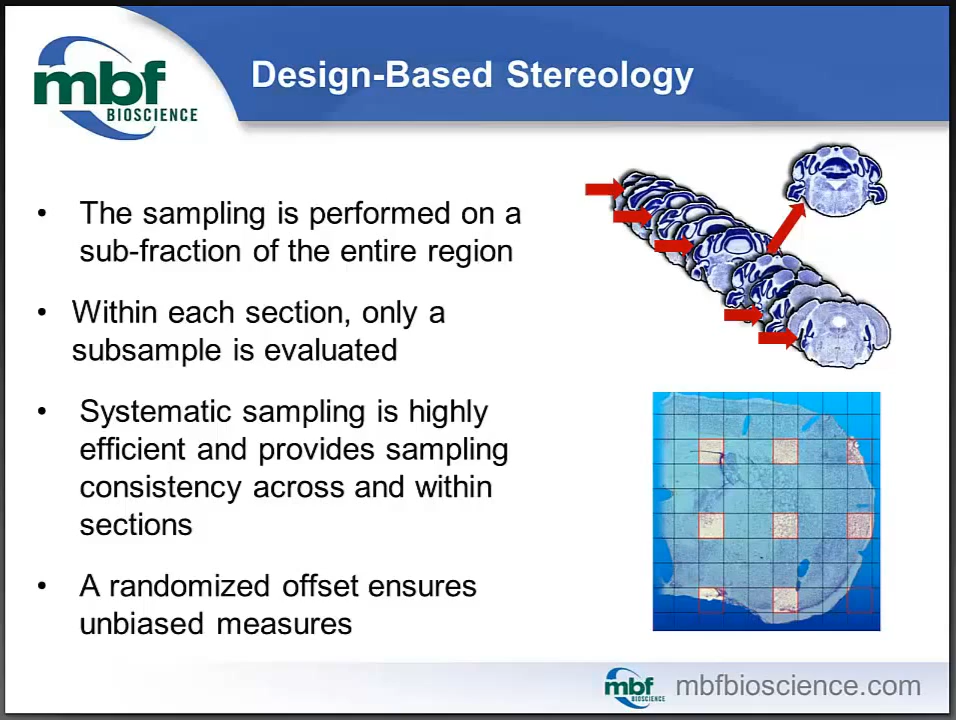 mbf
BIOSCIENCE
Design-Based Stereology
• The sampling is performed on a
sub-fraction of the entire region
• Within each section, only a
subsample is evaluated
• Systematic sampling is highly
efficient and provides sampling
consistency across and within
sections
• A randomized offset ensures
unbiased measures
mbf
BIOSCIENCE
mbfbioscience.com